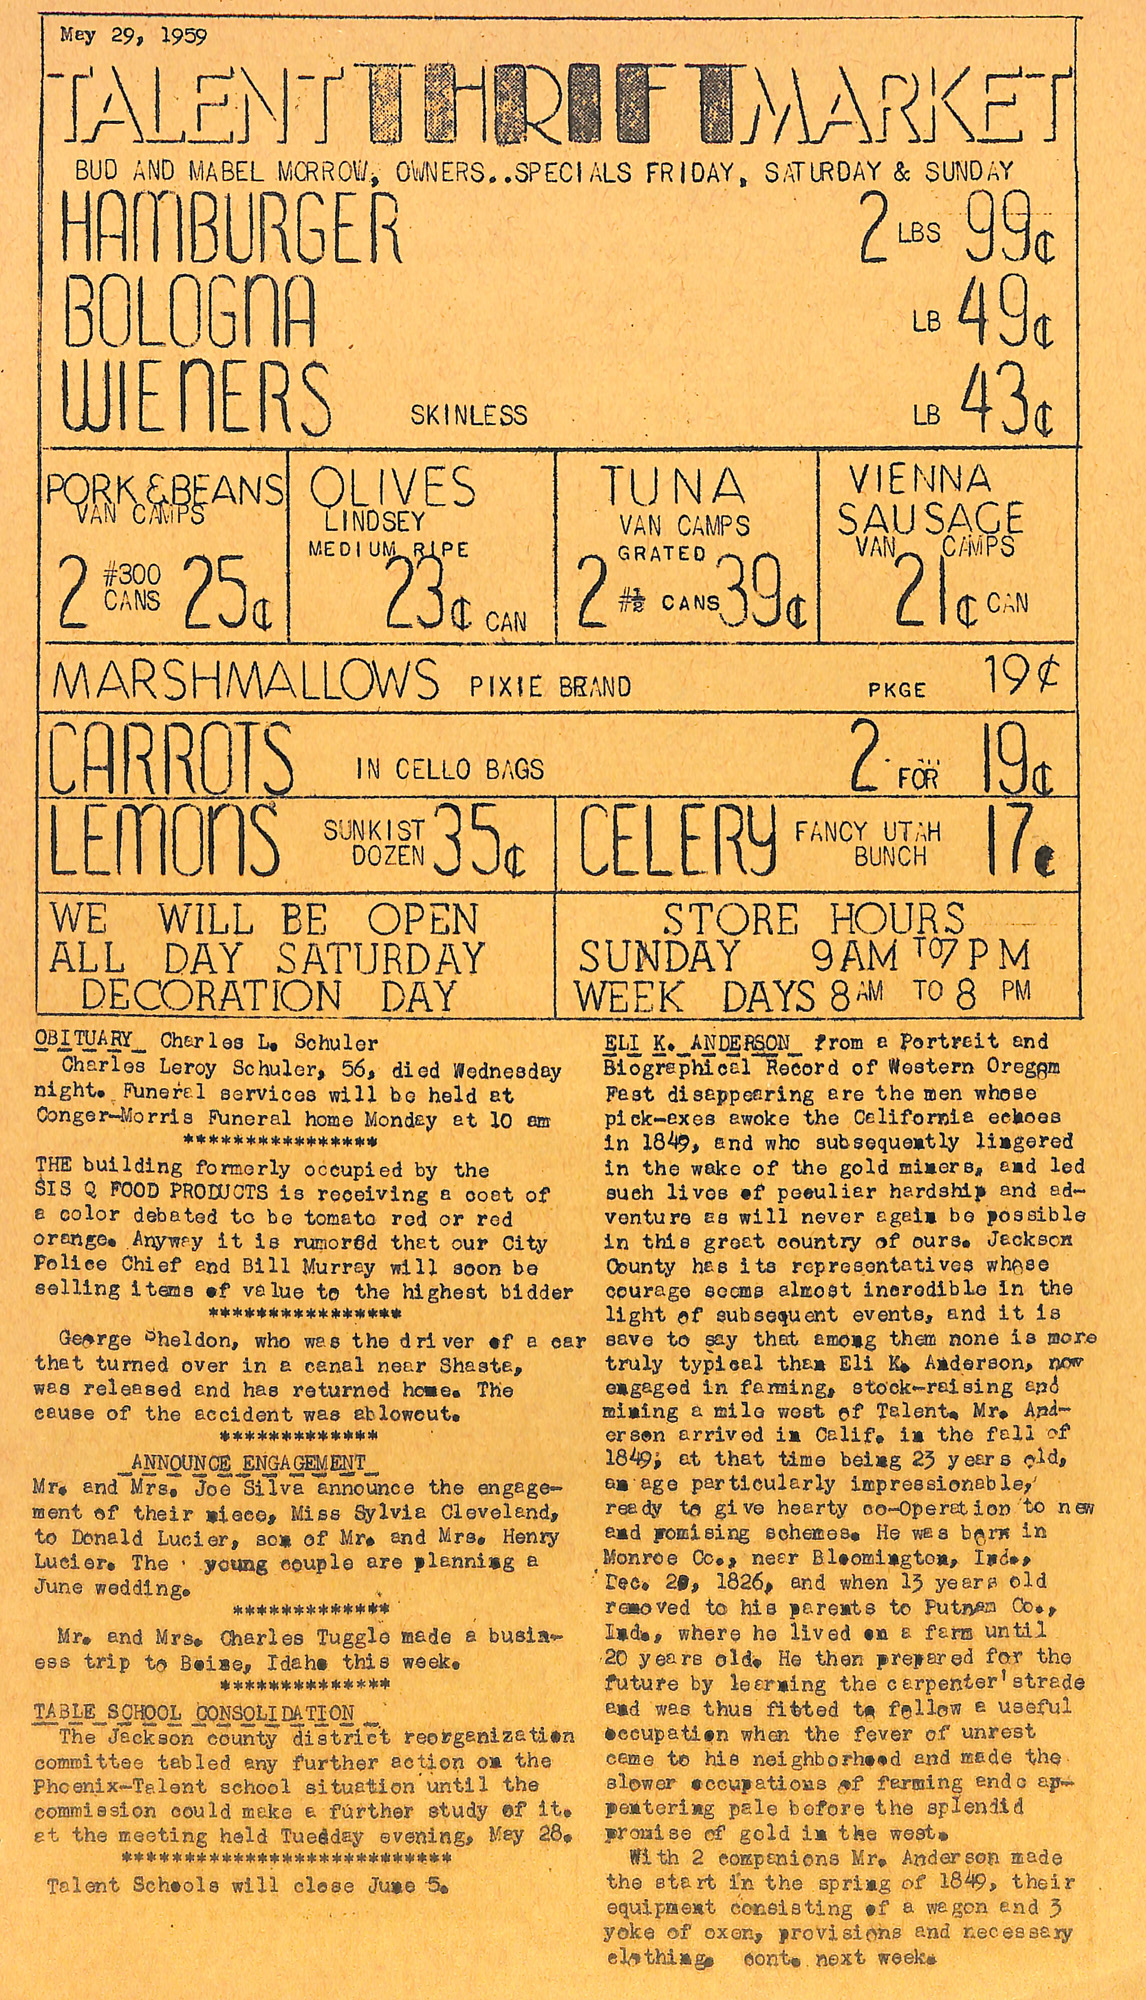 May 29, 1959
TALENT THRIFT MARKET
BUD AND MABEL MORROW, OWNERS..SPECIALS FRIDAY, SATURDAY & SUNDAY
HAMBURGER 2 LBS 99¢
BOLOGNA LB 49¢
WIENERS SKINLESS LB 43¢
PORK & BEANS
VAN CAMPS
2 #300 CANS 25¢
OLIVES
LINDSEY
MEDIUM RIPE
23¢ CAN
TUNA
VAN CAMPS
GRATED
2 #½ CANS 39¢
VIENNA
SAUSAGE
VAN CAMPS
21¢ CAN
MARSHMALLOWS PIXIE BRAND PKGE 19¢
CARROTS IN CELLO BAGS 2 FOR 19¢
LEMONS SUNKIST DOZEN 35¢
CELERY FANCY UTAH BUNCH 17¢
WE WILL BE OPEN
ALL DAY SATURDAY
DECORATION DAY
STORE HOURS
SUNDAY 9AM TO 7 PM
WEEK DAYS 8 AM TO 8 PM
OBITUARY Charles L. Schuler
Charles Leroy Schuler, 56, died Wednesday
night. Funeral services will be held at
Conger-Morris Funeral home Monday at 10 am
****************
THE building formerly occupied by the
SIS Q FOOD PRODUCTS is receiving a coat of
a color debated to be tomato red or red
orange. Anyway it is rumored that our City
Police Chief and Bill Murray will soon be
selling items of value to the highest bidder
****************
George Sheldon, who was the driver of a car
that turned over in a canal near Shasta,
was released and has returned home. The
cause of the accident was ablowout.
*************
ANNOUNCE ENGAGEMENT
Mr. and Mrs. Joe Silva announce the engage-
ment of their niece, Miss Sylvia Cleveland,
to Donald Lucier, son of Mr. and Mrs. Henry
Lucier. The young couple are planning a
June wedding.
*************
Mr. and Mrs. Charles Tuggle made a busin-
ess trip to Boise, Idaho this week.
**************
TABLE SCHOOL CONSOLIDATION
The Jackson county district reorganization
committee tabled any further action on the
Phoenix-Talent school situation until the
commission could make a further study of it.
at the meeting held Tuedday evening, May 28.
***************************
Talent Schools will close June 5.
ELI K. ANDERSON from a Portrait and
Biographical Record of Western Oregon
Fast disappearing are the men whose
pick-axes awoke the California echoes
in 1849, and who subsequently lingered
in the wake of the gold miners, and led
such lives of peculiar hardship and ad-
venture as will never again be possible
in this great country of ours. Jackson
County has its representatives whose
courage seems almost incredible in the
light of subsequent events, and it is
save to say that among them none is more
truly typical than Eli K. Anderson, now
engaged in farming, stock-raising and
mining a mile west of Talent. Mr. And-
erson arrived in Calif. in the fall of
1849; at that time being 23 years old,
an age particularly impressionable,
ready to give hearty co-Operation to new
and promising schemes. He was born in
Monroe Co., near Bloomington, Ind.,
Dec. 20, 1826, and when 13 years old
removed to his parents to Putnam Co.,
Ind., where he lived on a farm until
20 years old. He then prepared for the
future by learning the carpenter'strade
and was thus fitted to follow a useful
occupation when the fever of unrest
came to his neighborhood and made the
slower occupations of farming andc ar-
pentering pale before the splendid
promise of gold in the west.
With 2 companions Mr. Anderson made
the start in the spring of 1849, their
equipment consisting of a wagon and 3
yoke of oxen, provisions and necessary
clothing. cont. next week.